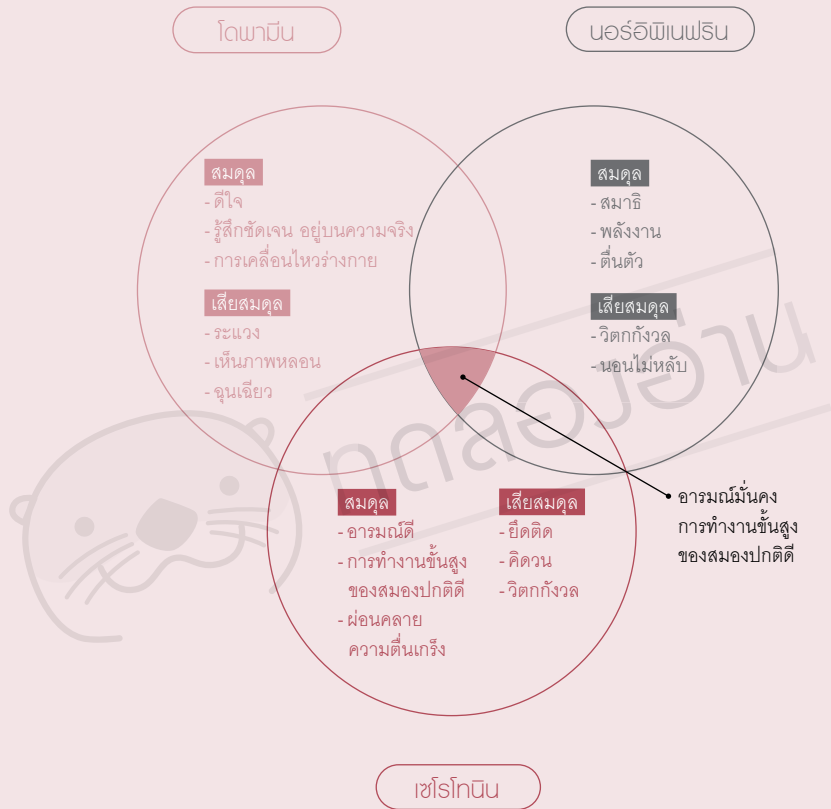 โดพามีน
นอร์อิพิเนฟริน
สมดุล
- ดีใจ
- รู้สึกชัดเจน อยู่บนความจริง
- การเคลื่อนไหวร่างกาย
เสียสมดุล
- ระแวง
- เห็นภาพหลอน
- ฉุนเฉียว
สมดุล
- สมาธิ
- พลังงาน
- ตื่นตัว
เสียสมดุล
- วิตกกังวล
- นอนไม่หลับ
ทดลองอ่าน
สมดุล
- อารมณ์ดี
- การทำงานขั้นสูง
ของสมองปกติดี
- ผ่อนคลาย
ความตื่นเกร็ง
เสียสมดุล
- ยึดติด
- คิดวน
- วิตกกังวล
อารมณ์มั่นคง
การทำงานขั้นสูง
ของสมองปกติดี
เซโรโทนิน